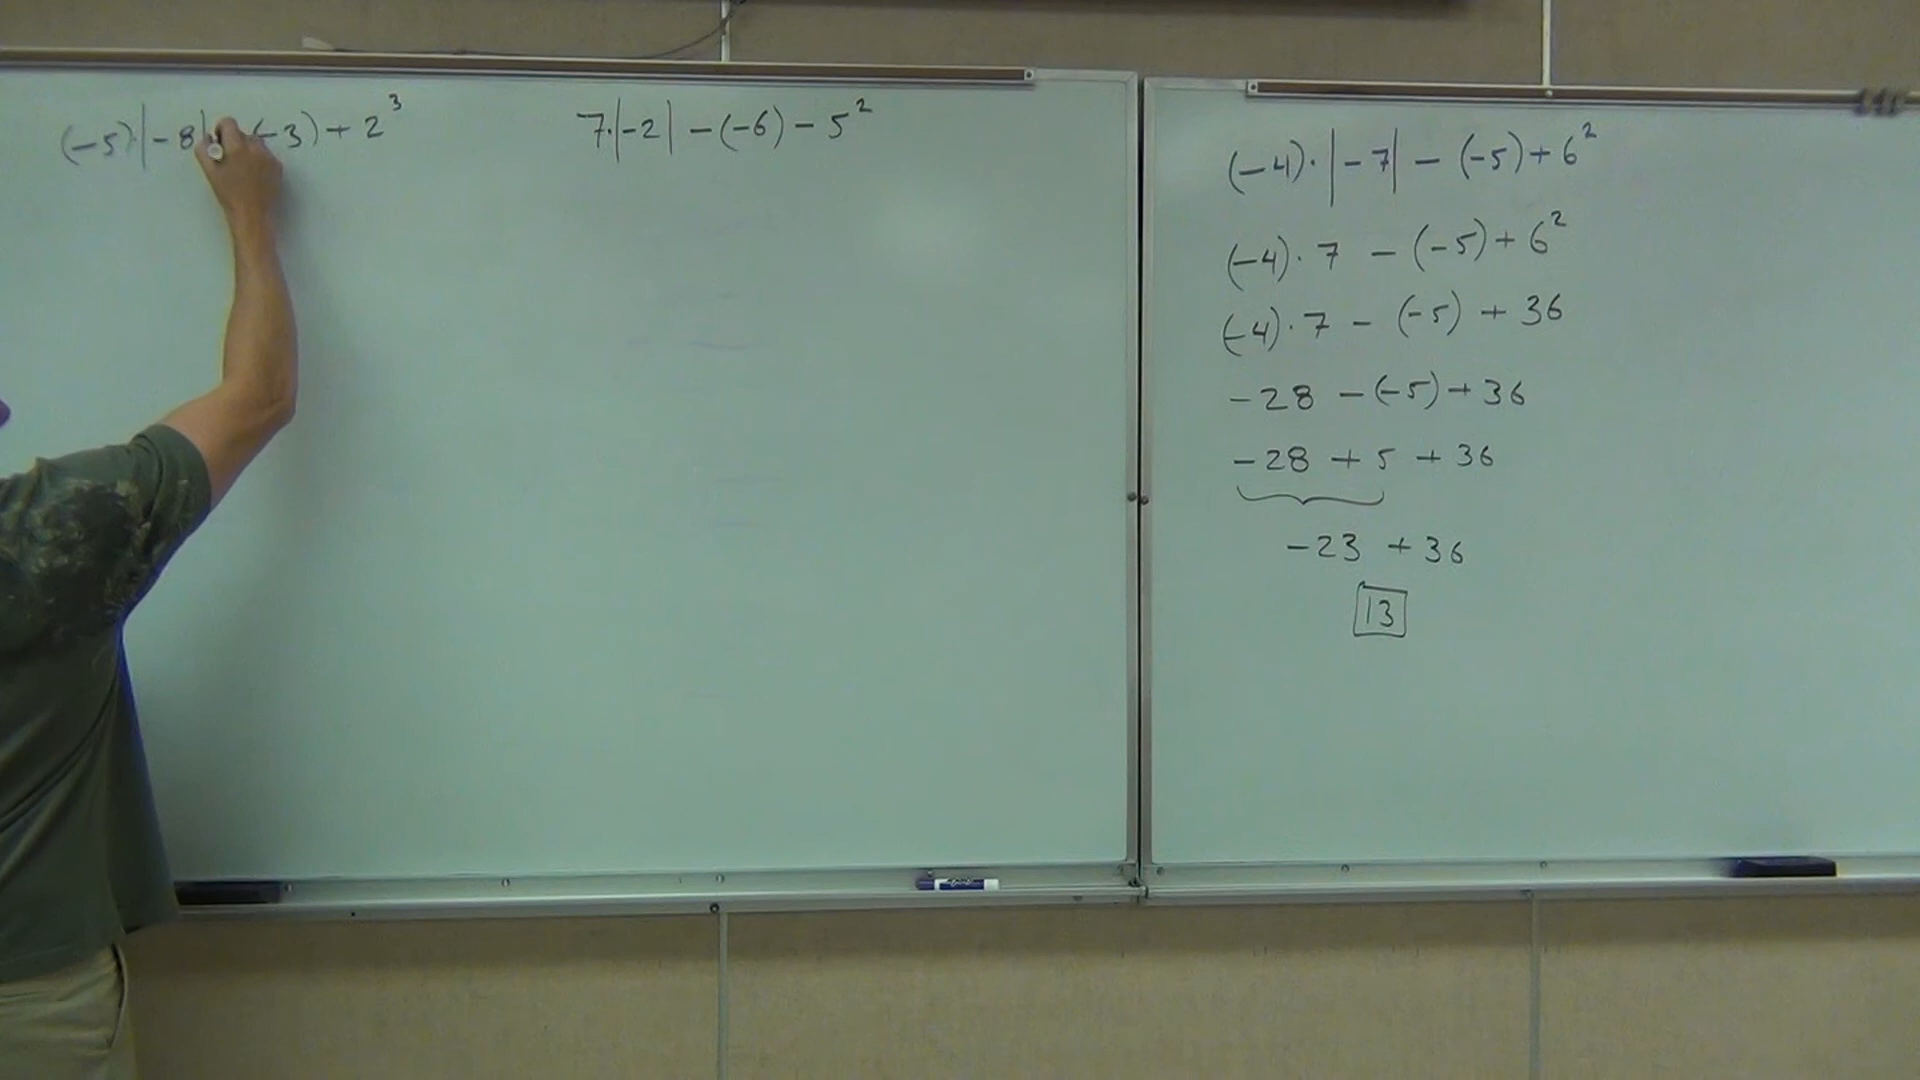 (-5)·|-8| (-3) + 2³
7·|-2| - (-6) - 5²
(-4)·|-7| - (-5) + 6²
(-4)·7 - (-5) + 6²
(-4)·7 - (-5) + 36
-28 - (-5) + 36
-28 + 5 + 36
-23 + 36
13